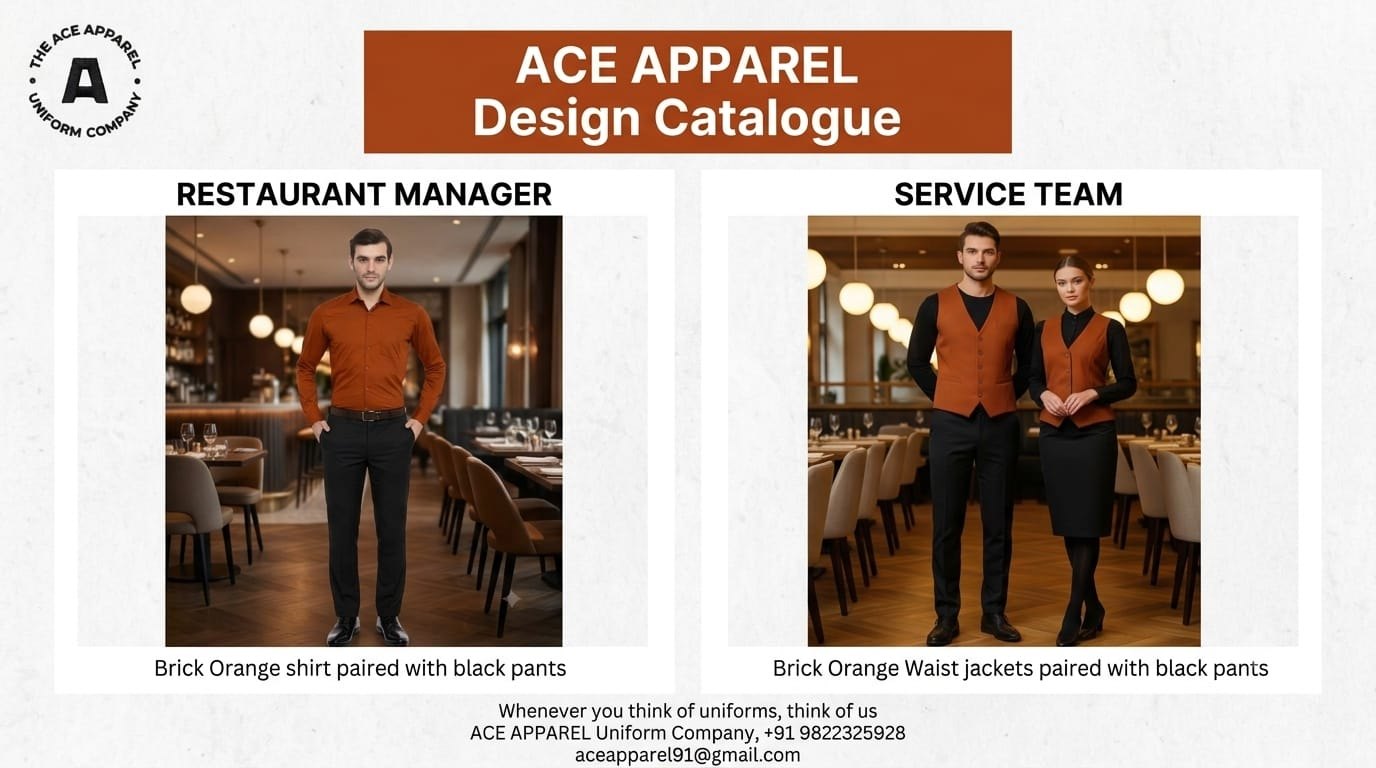 THE ACE APPAREL
A
UNIFORM COMPANY
ACE APPAREL
Design Catalogue
RESTAURANT MANAGER
Brick Orange shirt paired with black pants
SERVICE TEAM
Brick Orange Waist jackets paired with black pants
Whenever you think of uniforms, think of us
ACE APPAREL Uniform Company, +91 9822325928
aceapparel91@gmail.com